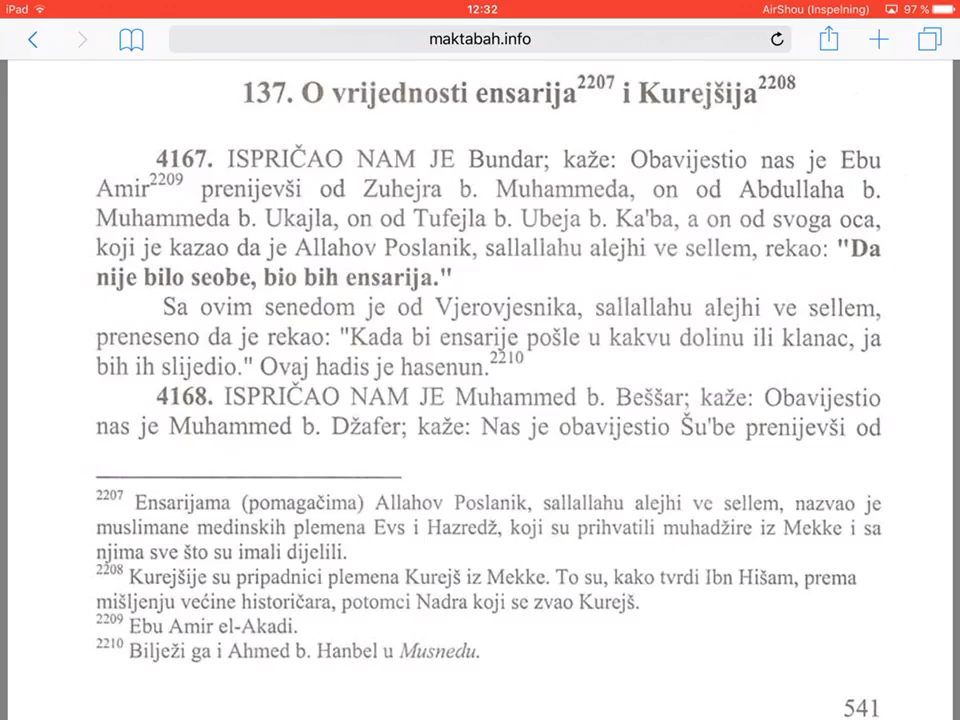 iPad 12:32 AirShou (Inspelning) 97 %
maktabah.info
137. O vrijednosti ensarija2207 i Kurejšija2208
4167. ISPRIČAO NAM JE Bundar; kaže: Obavijestio nas je Ebu
Amir2209 prenijevši od Zuhejra b. Muhammeda, on od Abdullaha b.
Muhammeda b. Ukajla, on od Tufejla b. Ubeja b. Ka'ba, a on od svoga oca,
koji je kazao da je Allahov Poslanik, sallallahu alejhi ve sellem, rekao: "Da
nije bilo seobe, bio bih ensarija."
Sa ovim senedom je od Vjerovjesnika, sallallahu alejhi ve sellem,
preneseno da je rekao: "Kada bi ensarije pošle u kakvu dolinu ili klanac, ja
bih ih slijedio." Ovaj hadis je hasenun.2210
4168. ISPRIČAO NAM JE Muhammed b. Beššar; kaže: Obavijestio
nas je Muhammed b. Džafer; kaže: Nas je obavijestio Šu'be prenijevši od
2207 Ensarijama (pomagačima) Allahov Poslanik, sallallahu alejhi ve sellem, nazvao je
muslimane medinskih plemena Evs i Hazredž, koji su prihvatili muhadžire iz Mekke i sa
njima sve što su imali dijelili.
2208 Kurejšije su pripadnici plemena Kurejš iz Mekke. To su, kako tvrdi Ibn Hišam, prema
mišljenju većine historičara, potomci Nadra koji se zvao Kurejš.
2209 Ebu Amir el-Akadi.
2210 Bilježi ga i Ahmed b. Hanbel u Musnedu.
541